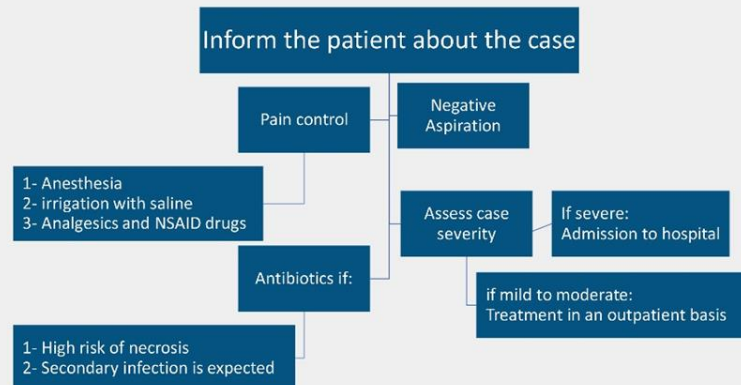 Inform the patient about the case
Pain control
Negative
Aspiration
1- Anesthesia
2- irrigation with saline
3- Analgesics and NSAID drugs
Assess case
severity
If severe:
Admission to hospital
Antibiotics if:
if mild to moderate:
Treatment in an outpatient basis
1- High risk of necrosis
2- Secondary infection is expected